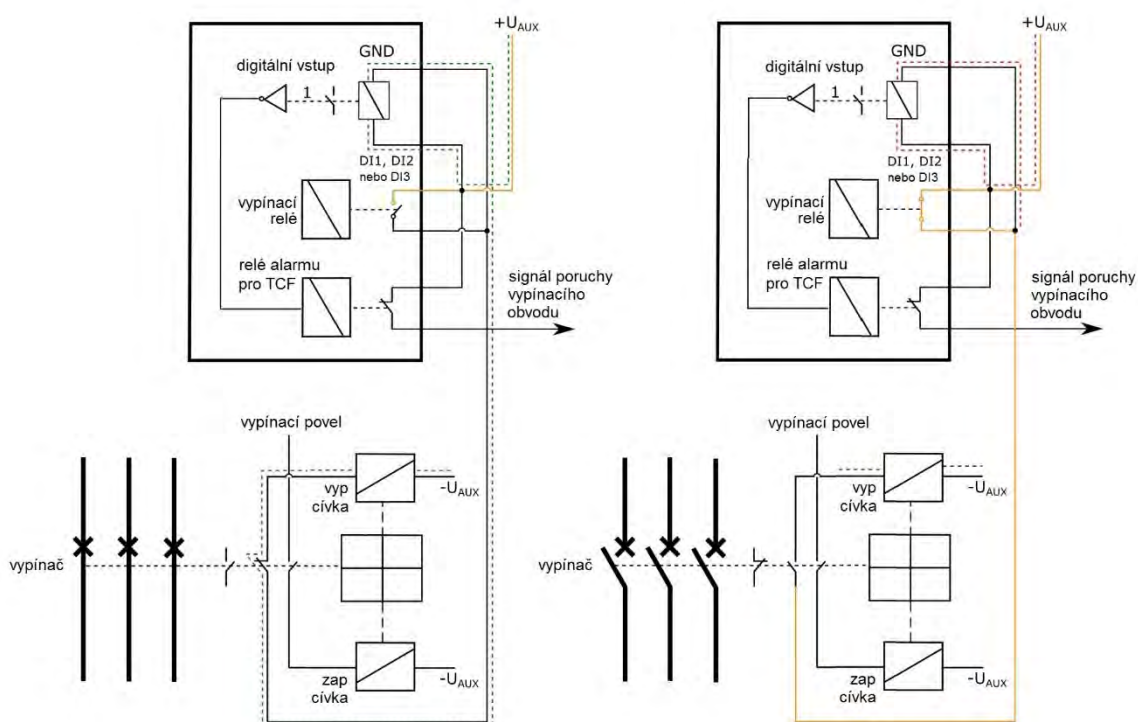 +UAUX
GND
digitální vstup
1
DI1, DI2
nebo DI3
vypínací
relé
relé alarmu
pro TCF
signál poruchy
vypínacího
obvodu
vypínací povel
vyp
cívka
-UAUX
vypínač
zap
cívka
-UAUX
+UAUX
GND
digitální vstup
1
DI1, DI2
nebo DI3
vypínací
relé
relé alarmu
pro TCF
signál poruchy
vypínacího
obvodu
vypínací povel
vyp
cívka
-UAUX
vypínač
zap
cívka
-UAUX